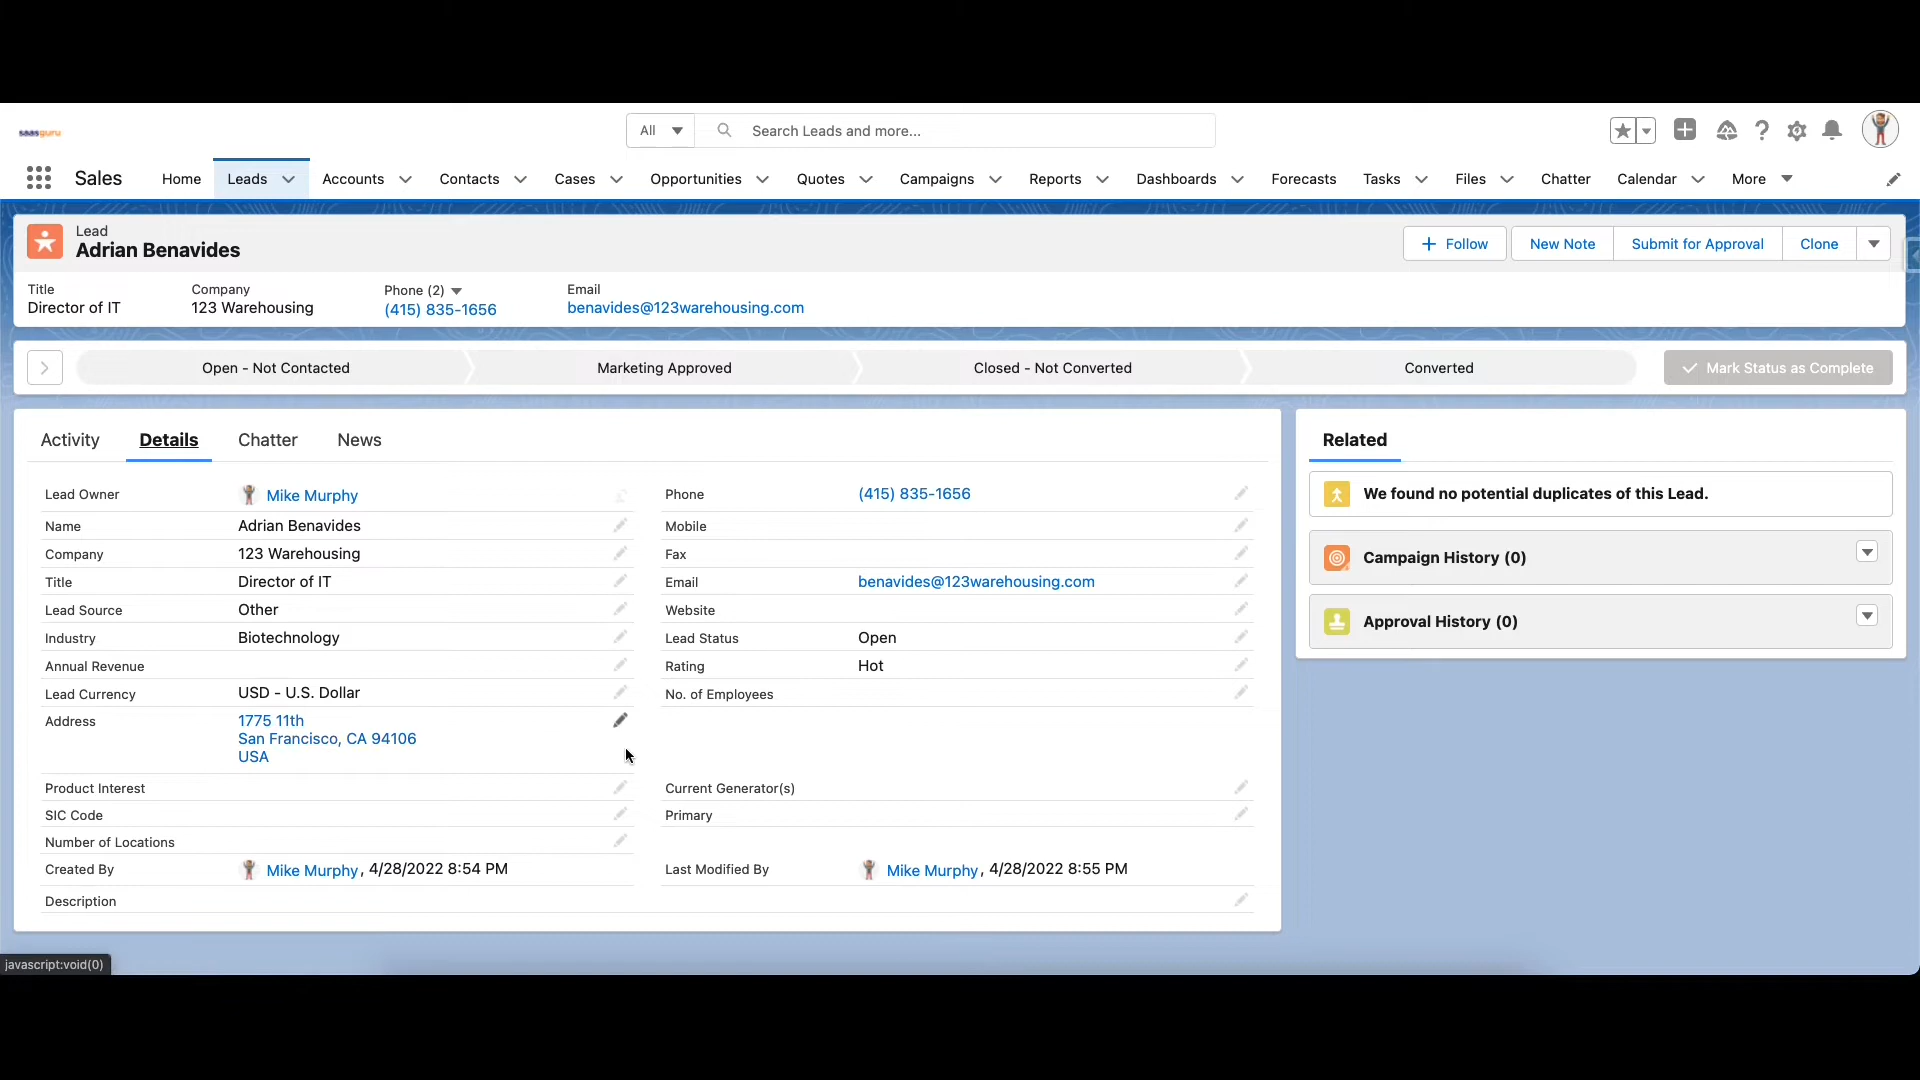 saasguru
All
Search Leads and more...
Sales
Home
Leads
Accounts
Contacts
Cases
Opportunities
Quotes
Campaigns
Reports
Dashboards
Forecasts
Tasks
Files
Chatter
Calendar
More
Lead
Adrian Benavides
Follow
New Note
Submit for Approval
Clone
Title
Director of IT
Company
123 Warehousing
Phone (2)
(415) 835-1656
Email
benavides@123warehousing.com
Open - Not Contacted
Marketing Approved
Closed - Not Converted
Converted
Mark Status as Complete
Activity
Details
Chatter
News
Lead Owner
Mike Murphy
Name
Adrian Benavides
Company
123 Warehousing
Title
Director of IT
Lead Source
Other
Industry
Biotechnology
Annual Revenue
Lead Currency
USD - U.S. Dollar
Address
1775 11th
San Francisco, CA 94106
USA
Product Interest
SIC Code
Number of Locations
Created By
Mike Murphy, 4/28/2022 8:54 PM
Description
Phone
(415) 835-1656
Mobile
Fax
Email
benavides@123warehousing.com
Website
Lead Status
Open
Rating
Hot
No. of Employees
Current Generator(s)
Primary
Last Modified By
Mike Murphy, 4/28/2022 8:55 PM
Related
We found no potential duplicates of this Lead.
Campaign History (0)
Approval History (0)
javascript:void(0)